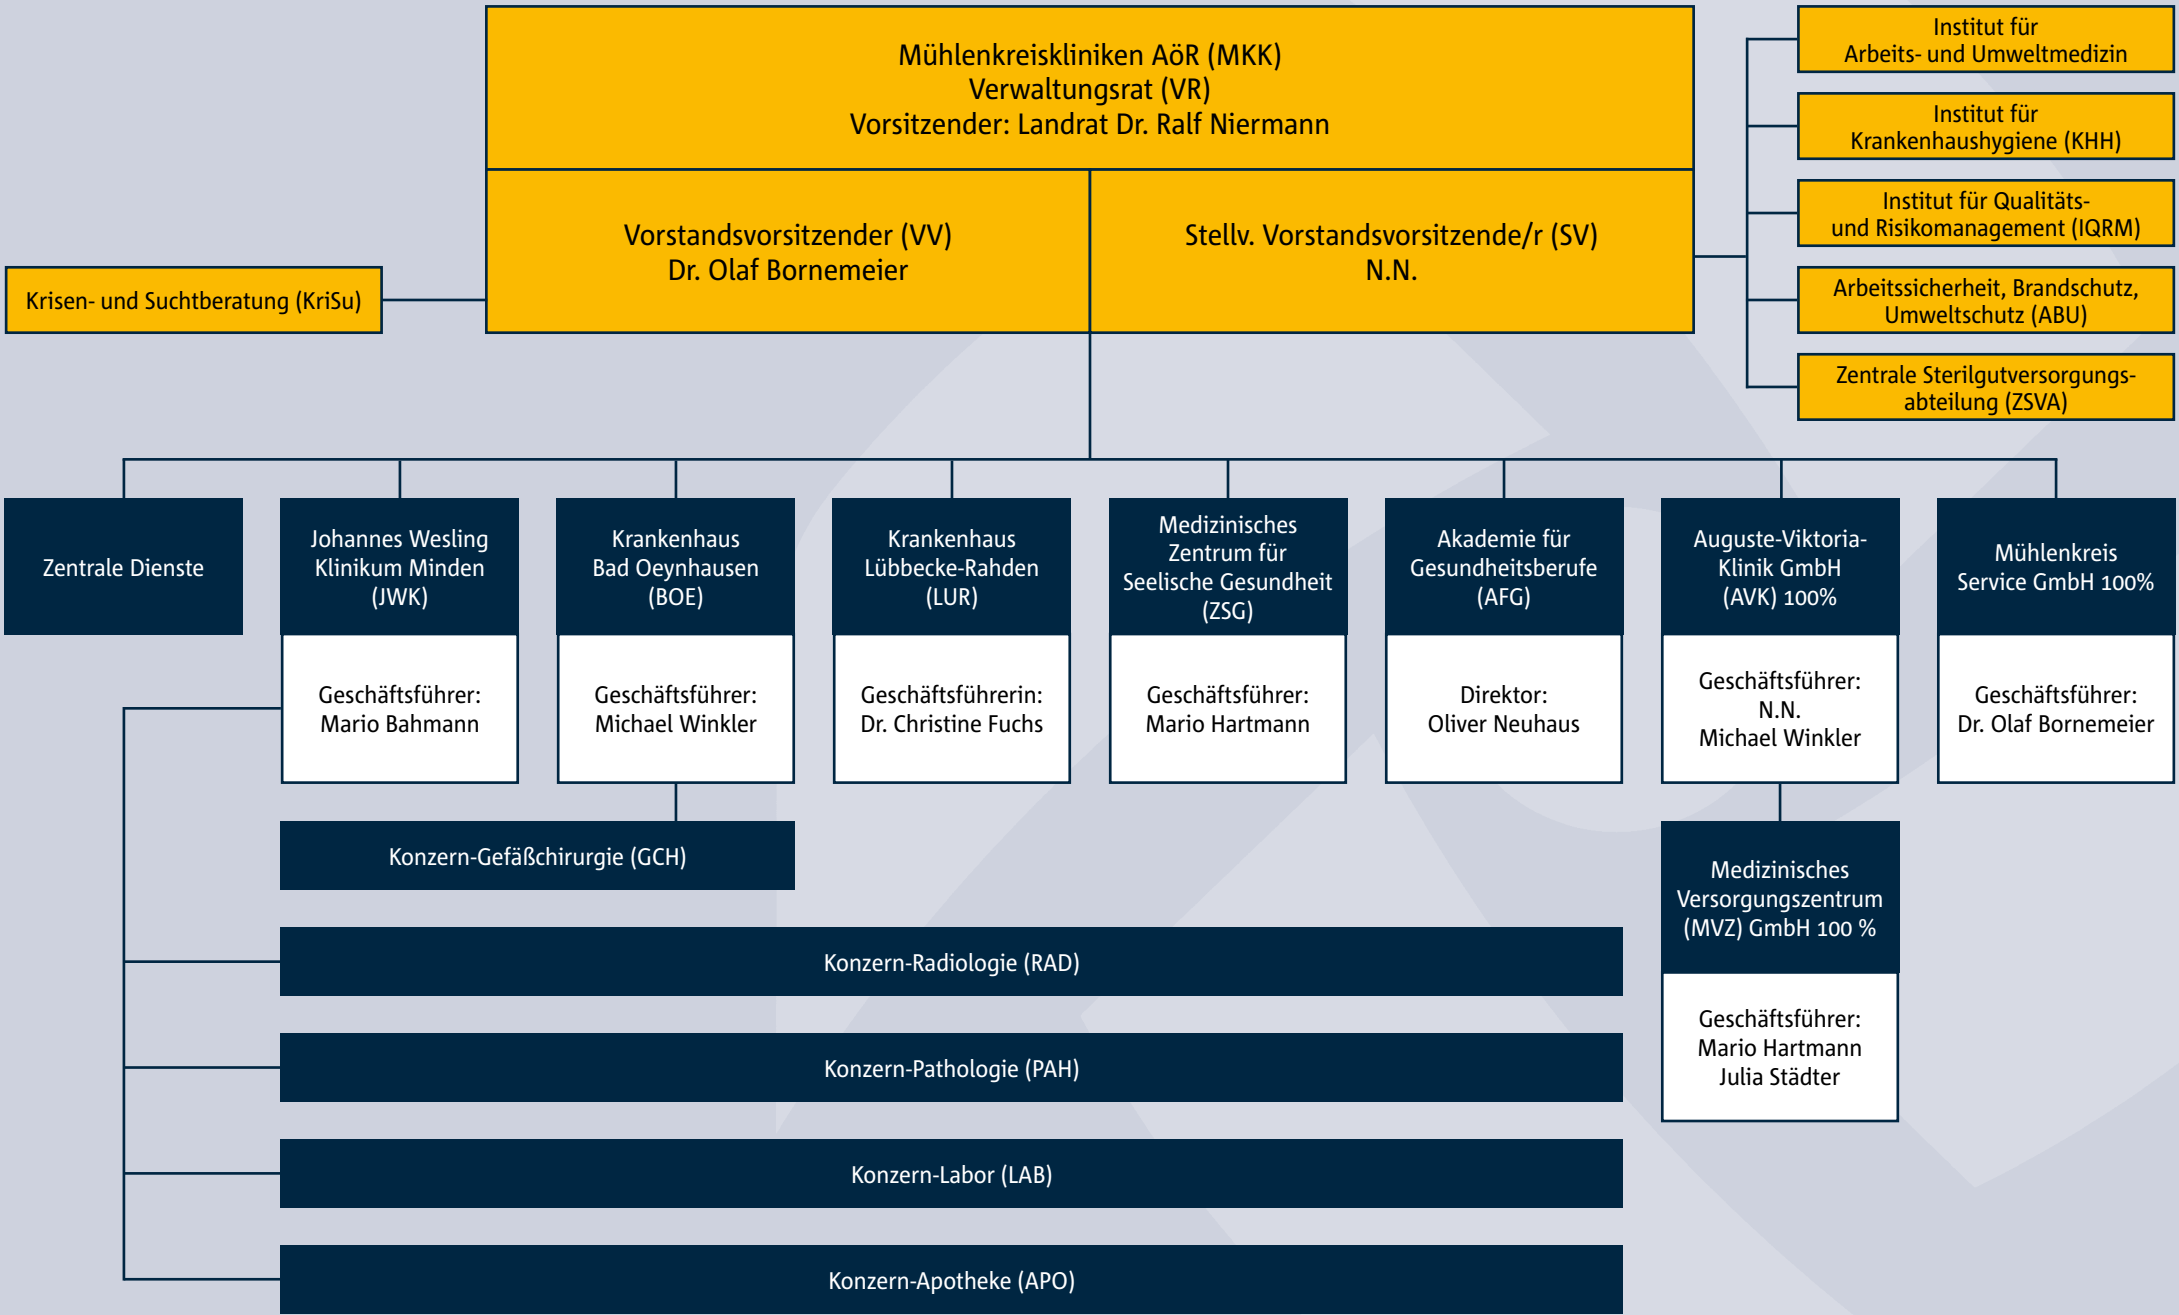 Mühlenkreiskliniken AöR (MKK)
Verwaltungsrat (VR)
Vorsitzender: Landrat Dr. Ralf Niermann
Vorstandsvorsitzender (VV)
Dr. Olaf Bornemeier
Stellv. Vorstandsvorsitzende/r (SV)
N.N.
Krisen- und Suchtberatung (KriSu)
Institut für
Arbeits- und Umweltmedizin
Institut für
Krankenhaushygiene (KHH)
Institut für Qualitäts-
und Risikomanagement (IQRM)
Arbeitssicherheit, Brandschutz,
Umweltschutz (ABU)
Zentrale Sterilgutversorgungs-
abteilung (ZSVA)
Zentrale Dienste
Johannes Wesling
Klinikum Minden
(JWK)
Geschäftsführer:
Mario Bahmann
Krankenhaus
Bad Oeynhausen
(BOE)
Geschäftsführer:
Michael Winkler
Krankenhaus
Lübbecke-Rahden
(LUR)
Geschäftsführerin:
Dr. Christine Fuchs
Medizinisches
Zentrum für
Seelische Gesundheit
(ZSG)
Geschäftsführer:
Mario Hartmann
Akademie für
Gesundheitsberufe
(AFG)
Direktor:
Oliver Neuhaus
Auguste-Viktoria-
Klinik GmbH
(AVK) 100%
Geschäftsführer:
N.N.
Michael Winkler
Mühlenkreis
Service GmbH 100%
Geschäftsführer:
Dr. Olaf Bornemeier
Konzern-Gefäßchirurgie (GCH)
Medizinisches
Versorgungszentrum
(MVZ) GmbH 100 %
Geschäftsführer:
Mario Hartmann
Julia Städter
Konzern-Radiologie (RAD)
Konzern-Pathologie (PAH)
Konzern-Labor (LAB)
Konzern-Apotheke (APO)